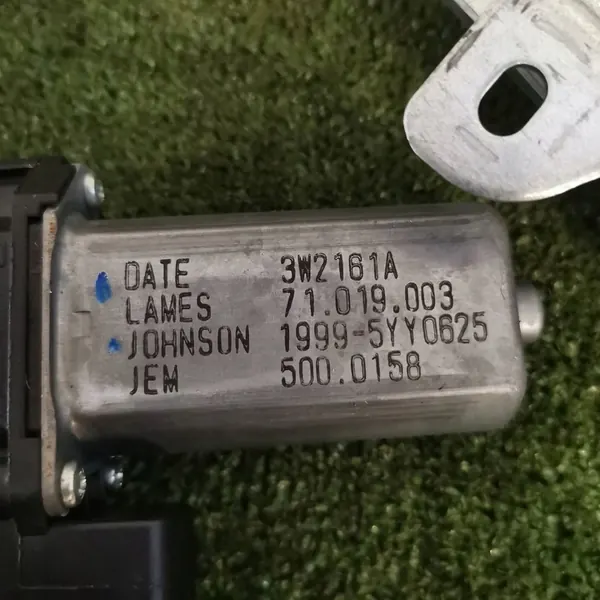 DATE 3W2161A
LAMES 71.019.003
JOHNSON 1999-5YY0625
JEM 500.0158